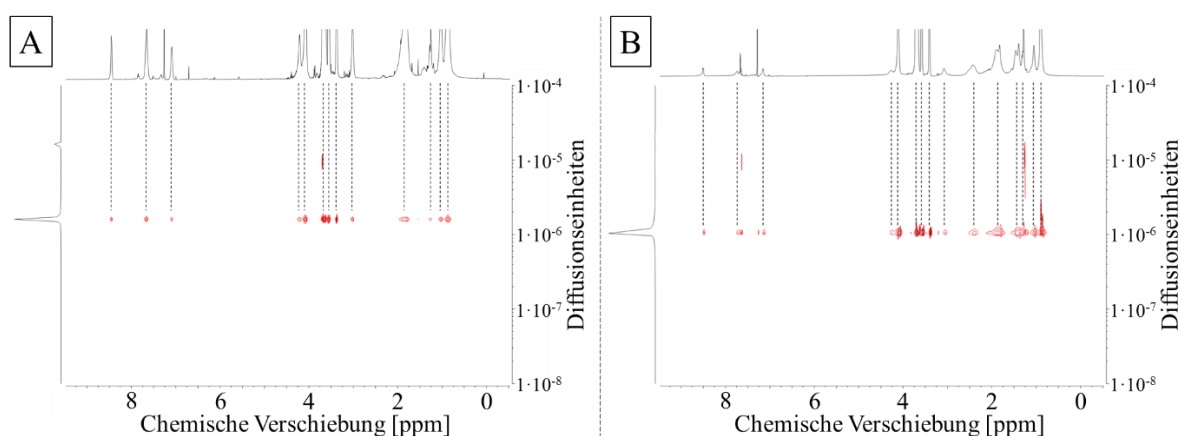 A
B
1·10⁻⁴
1·10⁻⁵
1·10⁻⁶
1·10⁻⁷
1·10⁻⁸
Diffusionseinheiten
8 6 4 2 0
Chemische Verschiebung [ppm]
1·10⁻⁴
1·10⁻⁵
1·10⁻⁶
1·10⁻⁷
1·10⁻⁸
Diffusionseinheiten
8 6 4 2 0
Chemische Verschiebung [ppm]